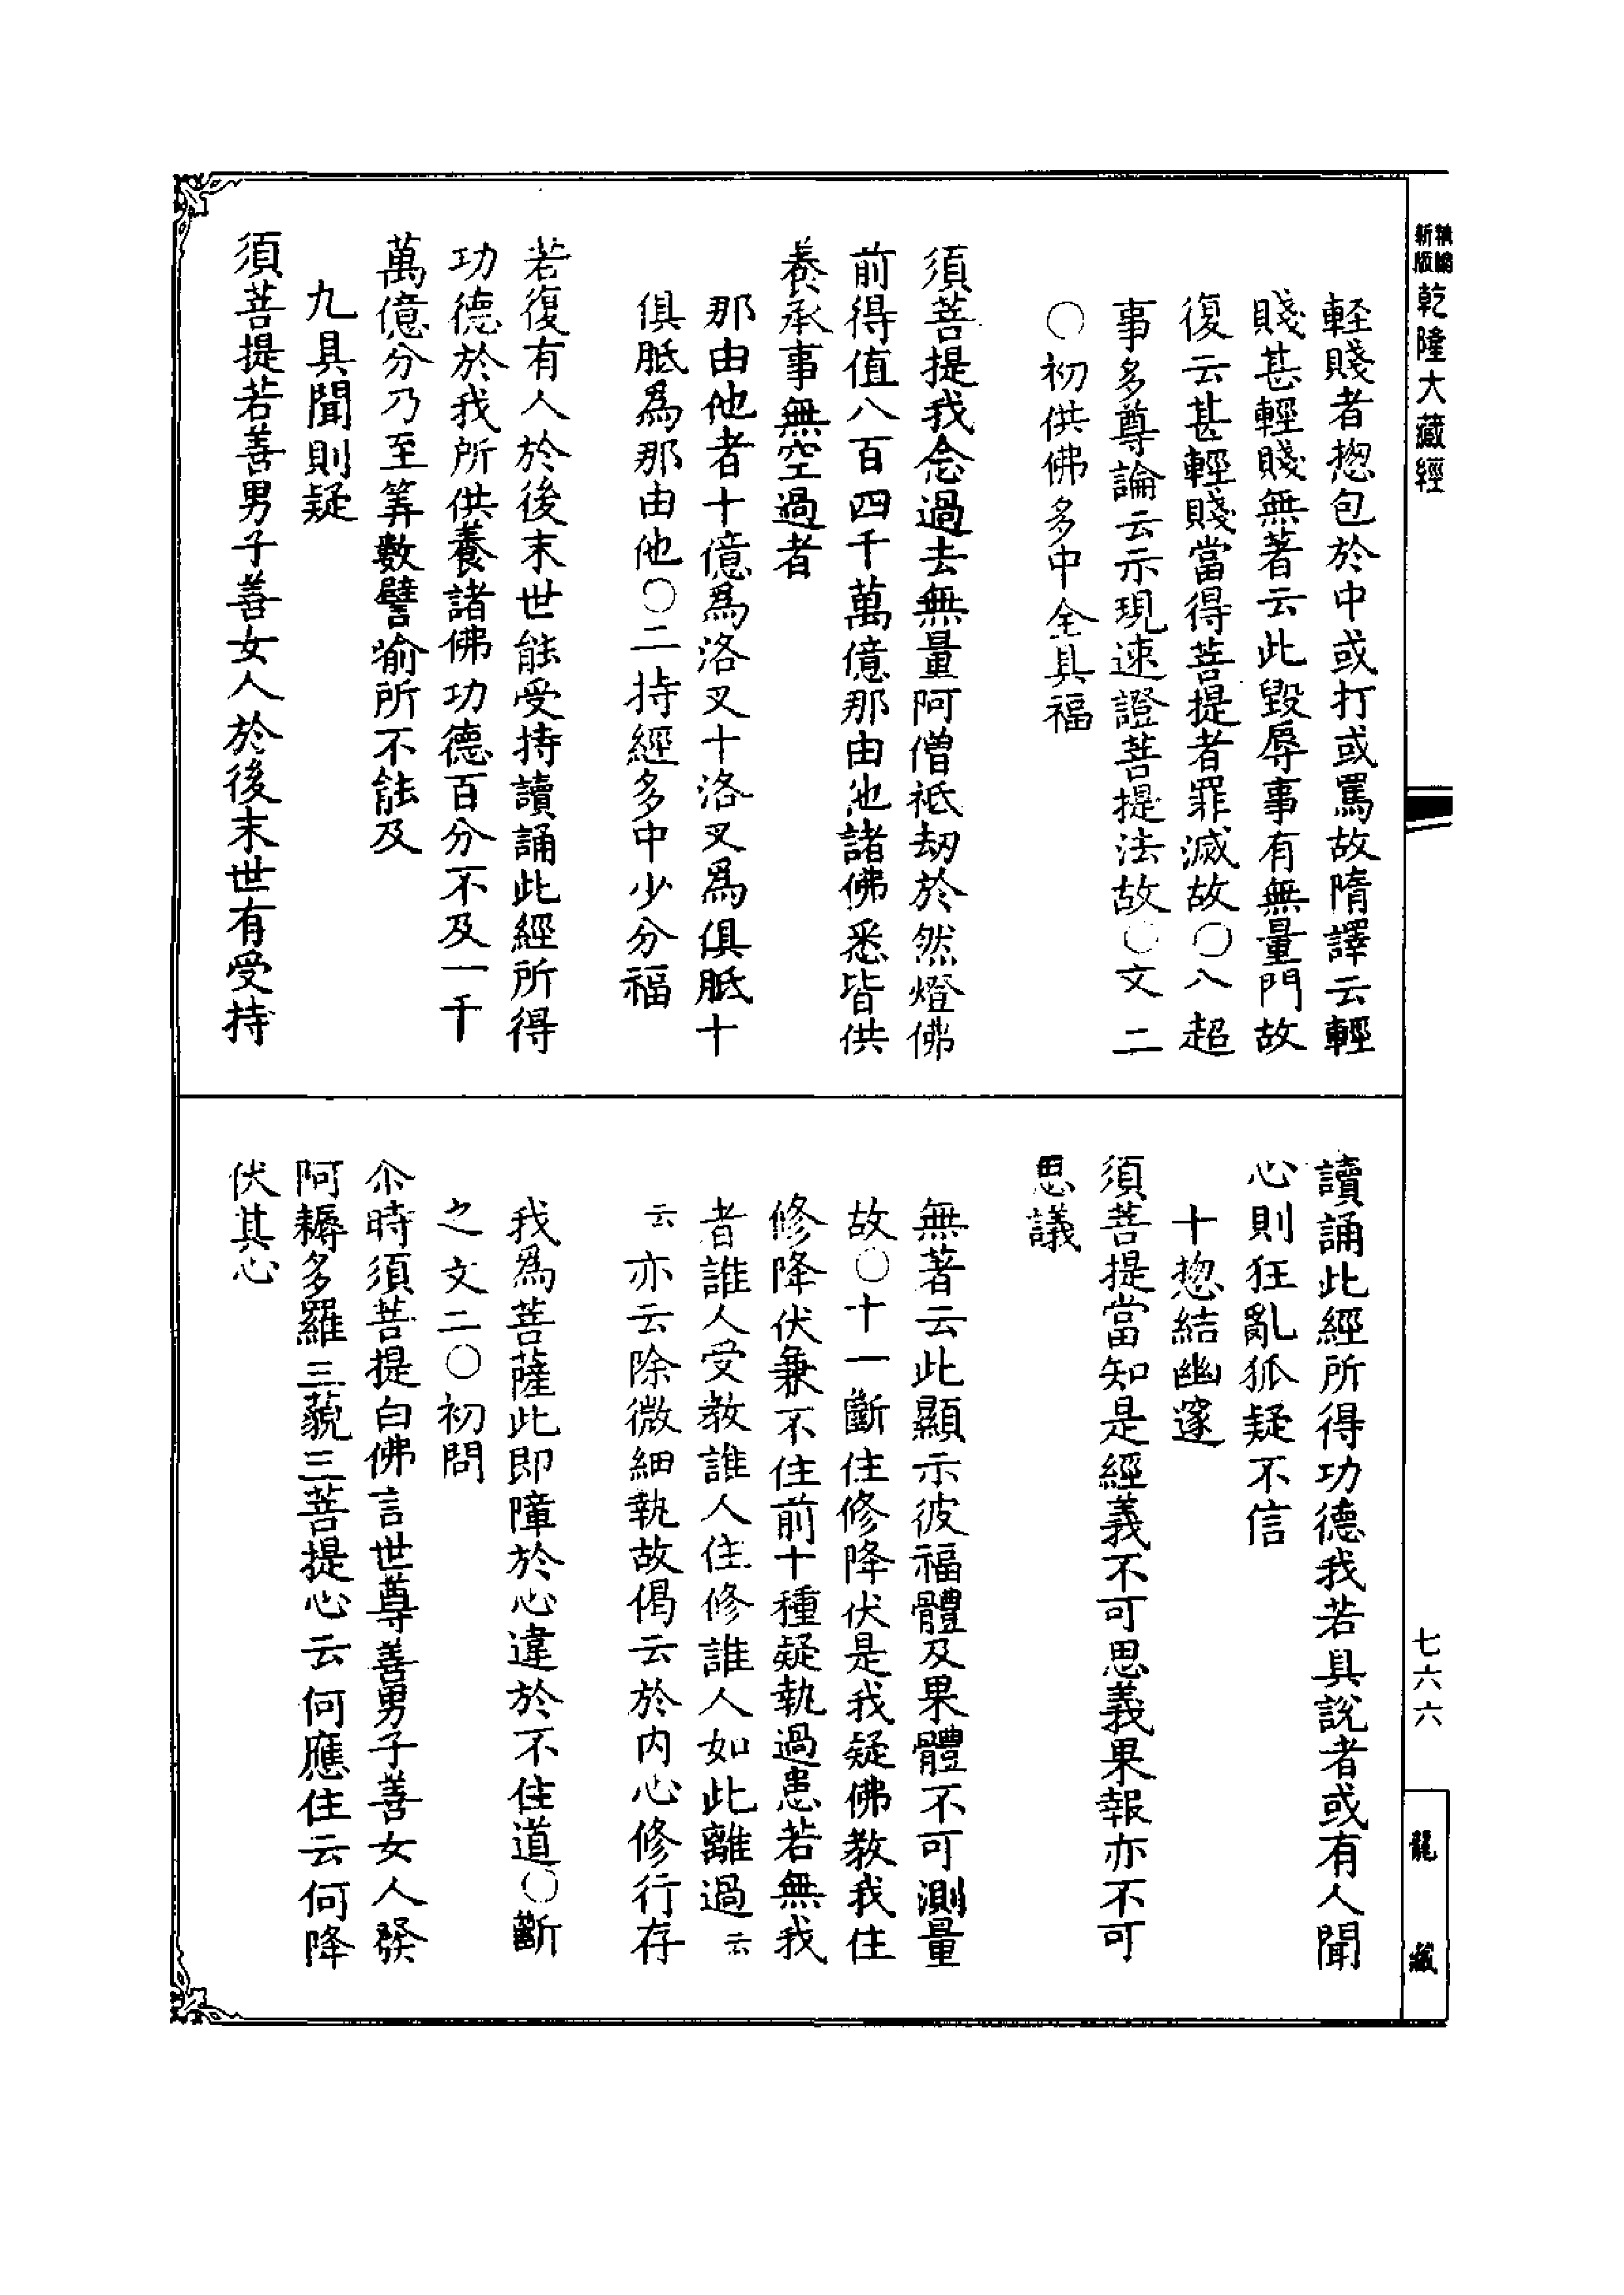 新版
精縮
乾隆大藏經
七六六
龍藏
輕賤者揔包於中或打或罵故隋譯云輕
賤甚輕賤無著云此毀辱事有無量門故
復云甚輕賤當得菩提者罪滅故〇八超
事多尊論云示現速證菩提法故〇文二
〇初供佛多中全具福
須菩提我念過去無量阿僧祇劫於然燈佛
前得值八百四千萬億那由他諸佛悉皆供
養承事無空過者
那由他者十億爲洛叉十洛叉爲俱胝十
俱胝爲那由他〇二持經多中少分福
若復有人於後末世能受持讀誦此經所得
功德於我所供養諸佛功德百分不及一千
萬億分乃至筭數譬喻所不能及
九具聞則疑
須菩提若善男子善女人於後末世有受持
讀誦此經所得功德我若具說者或有人聞
心則狂亂狐疑不信
十揔結幽邃
須菩提當知是經義不可思義果報亦不可
思議
無著云此顯示彼福體及果體不可測量
故〇十一斷住修降伏是我疑佛教我住
修降伏兼不住前十種疑執過患若無我
者誰人受教誰人住修誰人如此離過云
云亦云除微細執故偈云於內心修行存
我爲菩薩此即障於心違於不住道〇斷
之文二〇初問
尒時須菩提白佛言世尊善男子善女人發
阿耨多羅三藐三菩提心云何應住云何降
伏其心